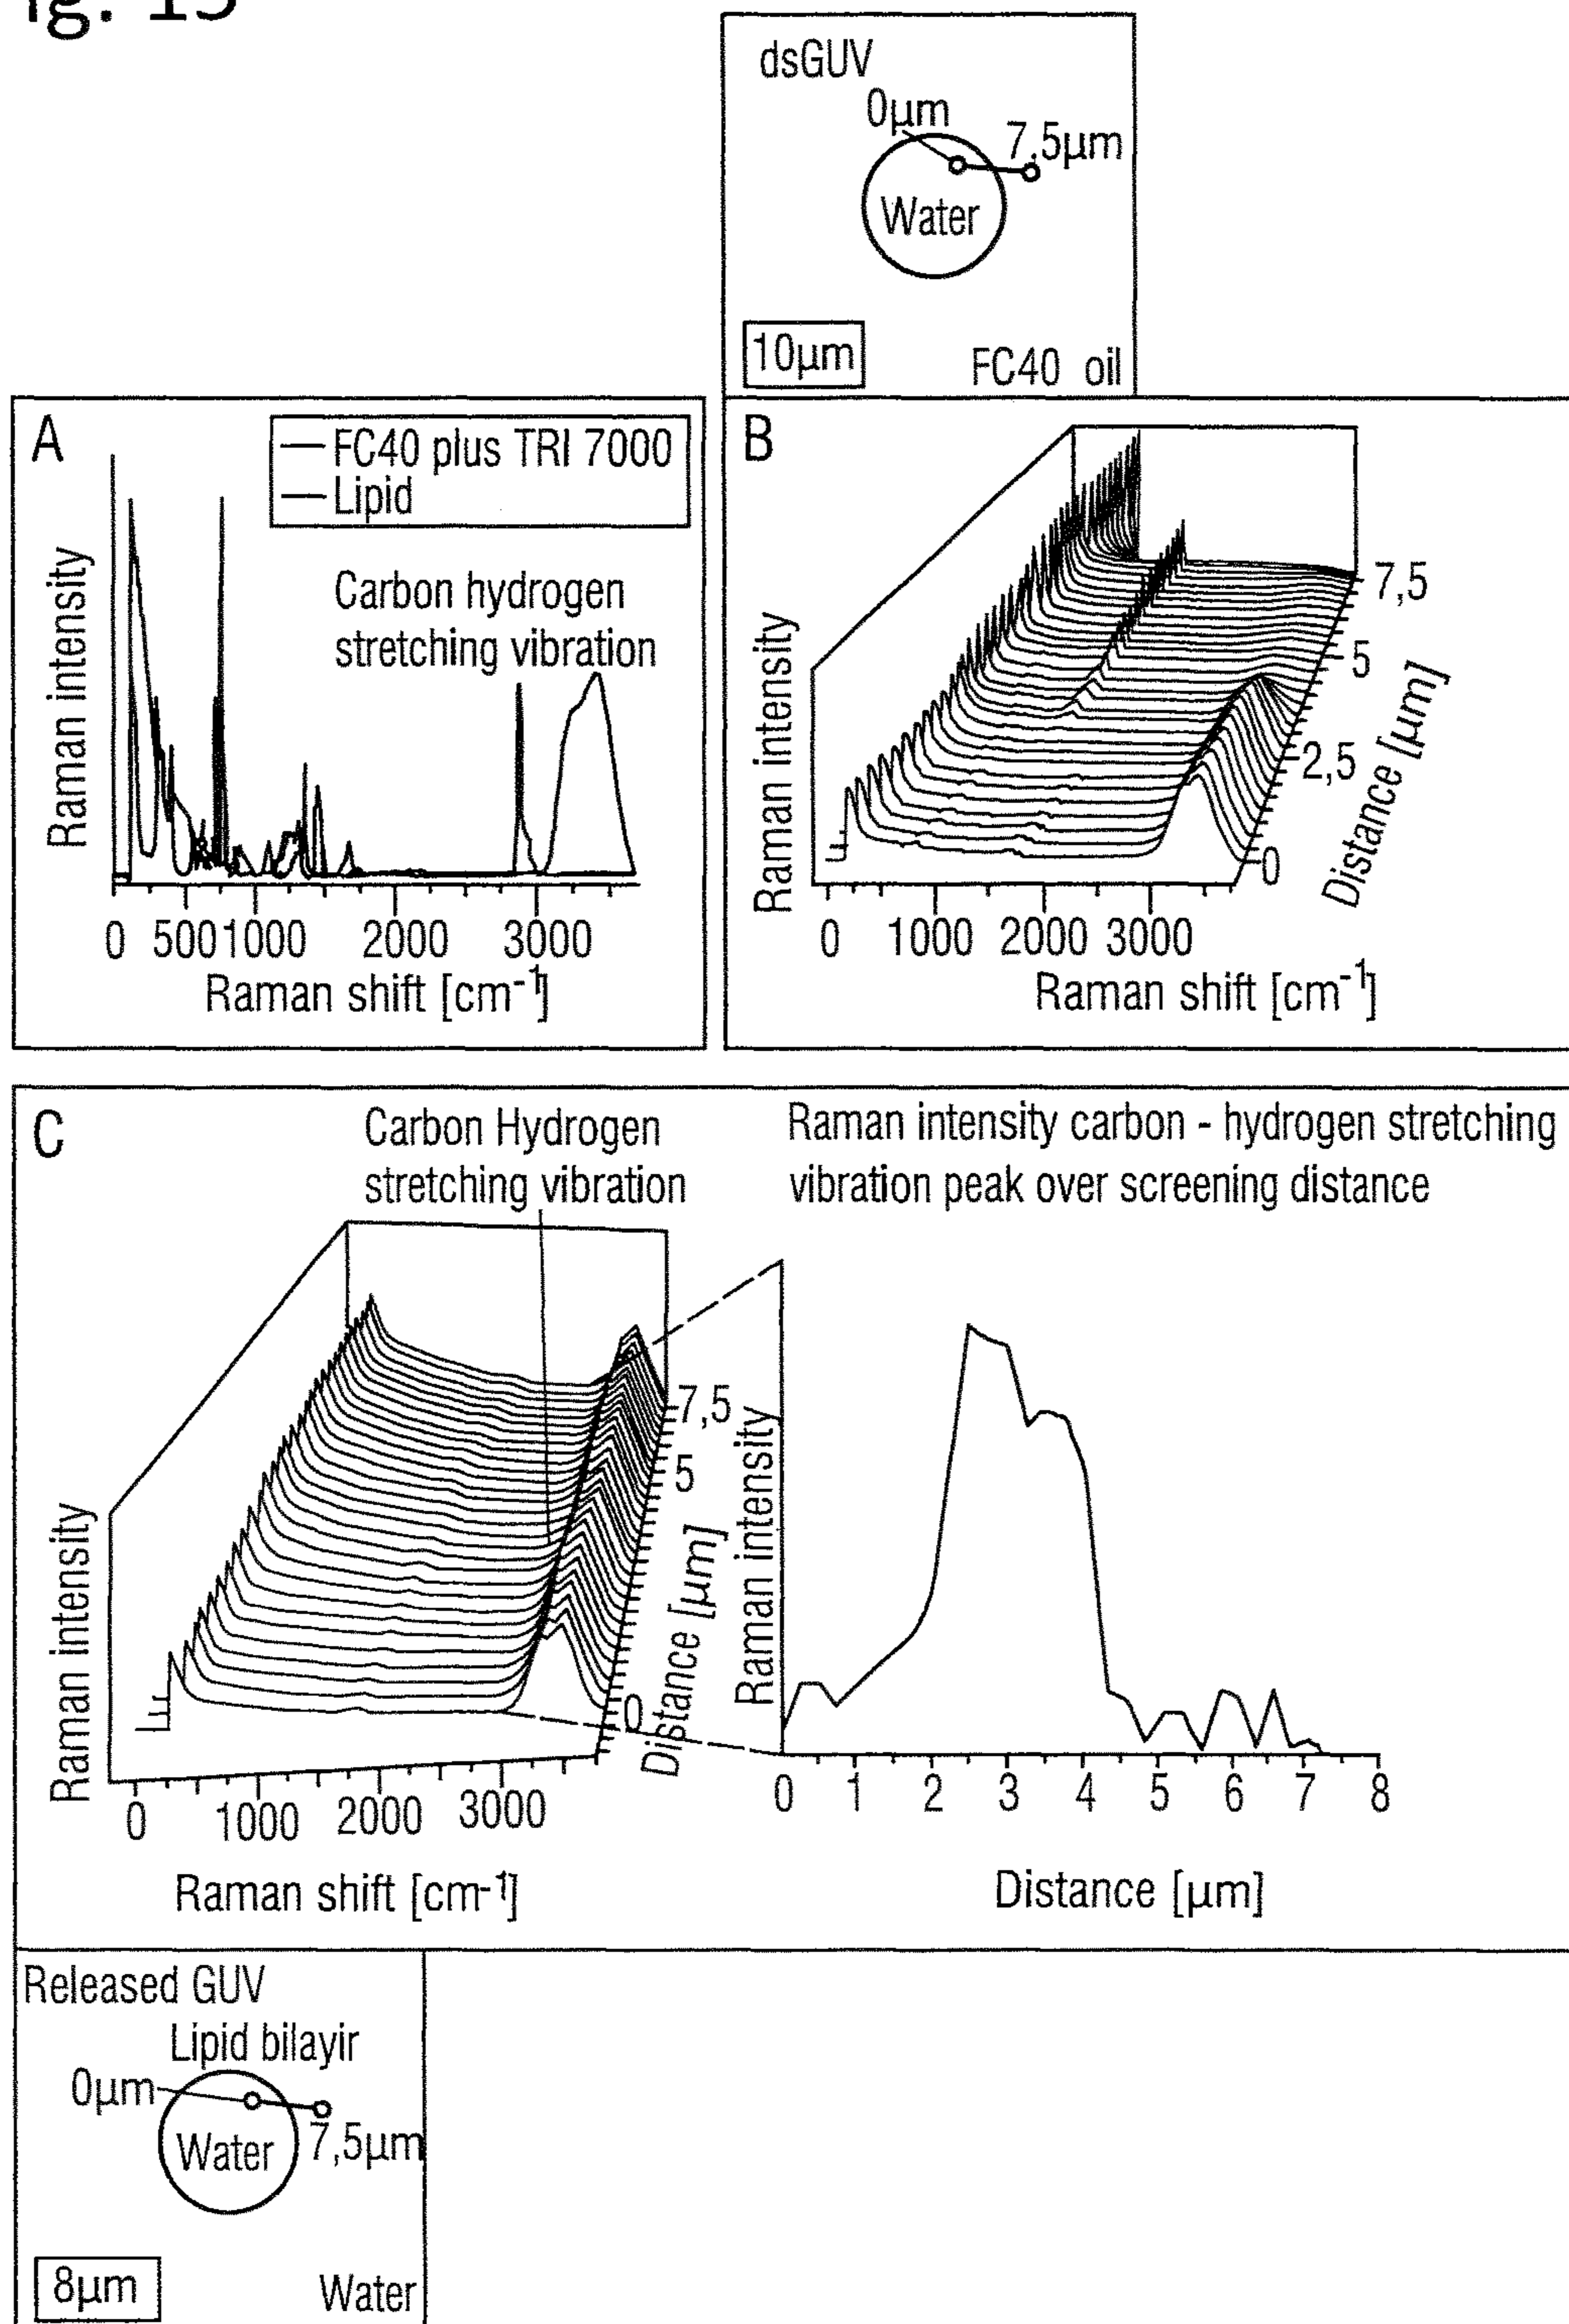 dsGUV
0µm
7.5µm
Water
10µm
FC40 oil
A
FC40 plus TRI 7000
Lipid
Carbon hydrogen
stretching vibration
Raman intensity
0 500 1000 2000 3000
Raman shift [cm-1]
B
Raman intensity
7,5
5
2,5
0
Distance [µm]
0 1000 2000 3000
Raman shift [cm-1]
C
Carbon Hydrogen
stretching vibration
Raman intensity
7,5
5
0
Distance [µm]
0 1000 2000 3000
Raman shift [cm-1]
Raman intensity carbon - hydrogen stretching
vibration peak over screening distance
Raman intensity
0 1 2 3 4 5 6 7 8
Distance [µm]
Released GUV
Lipid bilayir
0µm
Water
7,5µm
8µm
Water